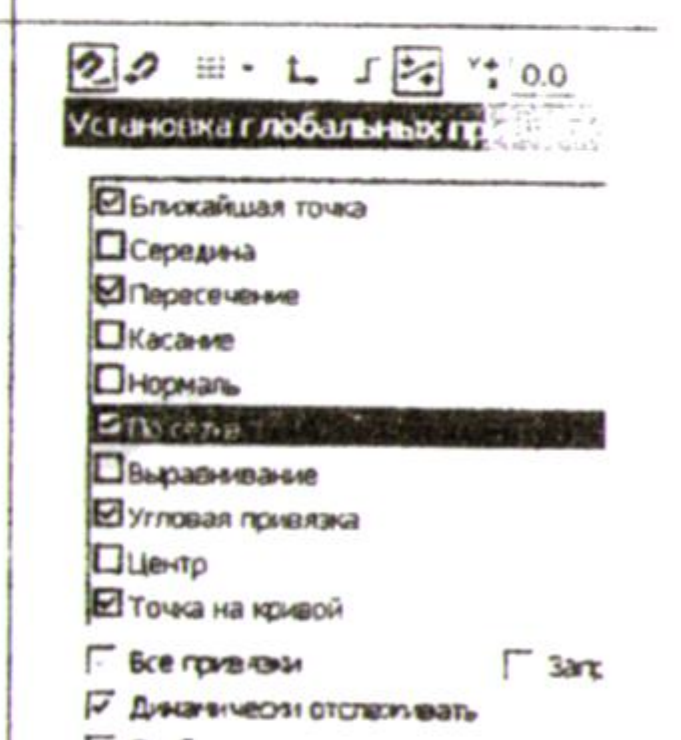 0.0
Установка глобальных
Ближайшая точка
Середина
Пересечение
Касание
Нормаль
По сетке
Выравнивание
Угловая привязка
Центр
Точка на кривой
Все привязки
Динамически отслеживать